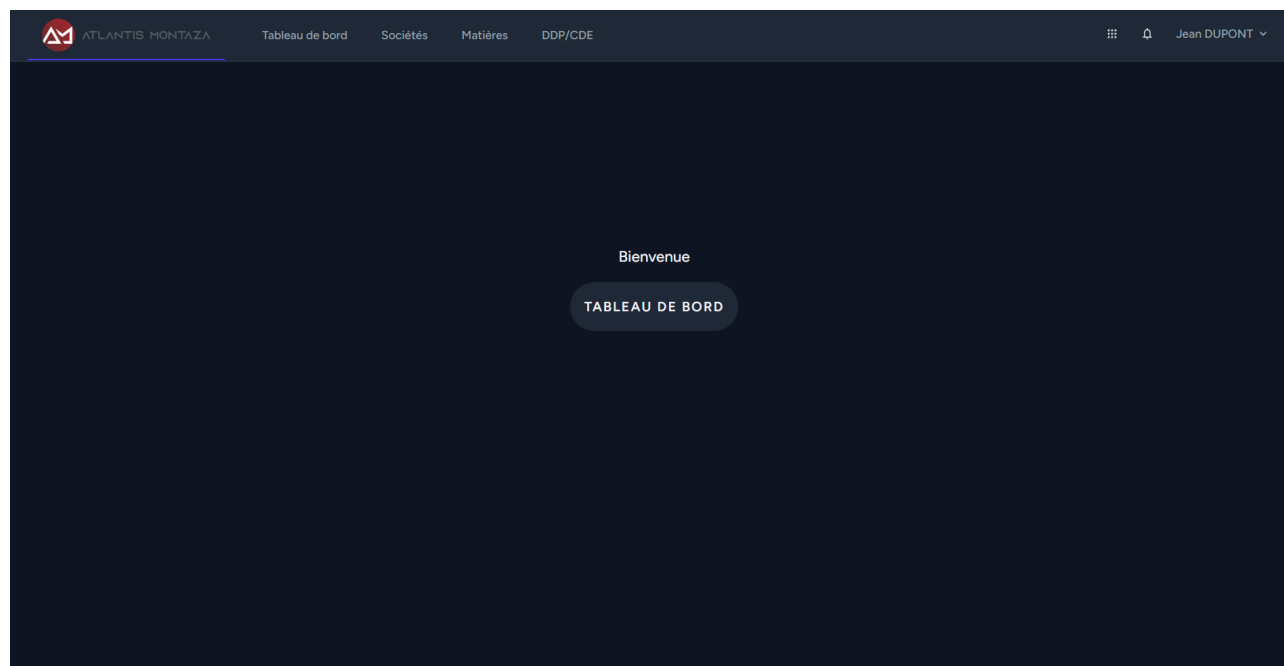 ATLANTIS MONTAZA Tableau de bord Sociétés Matières DDP/CDE Jean DUPONT
Bienvenue
TABLEAU DE BORD